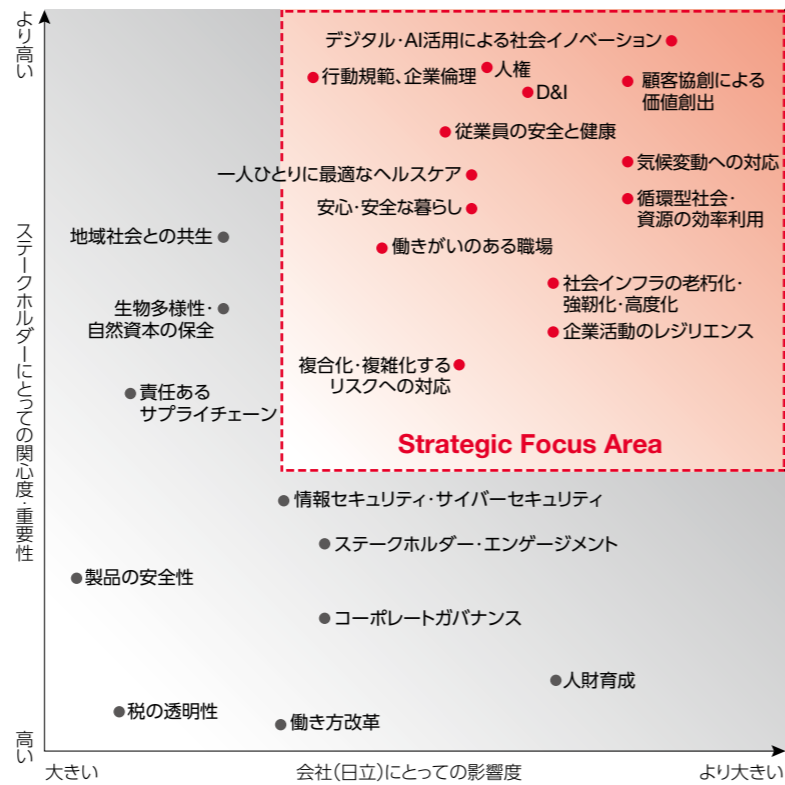 より高い
デジタル・AI活用による社会イノベーション
人権
行動規範、企業倫理
D&I
顧客協創による
価値創出
従業員の安全と健康
気候変動への対応
一人ひとりに最適なヘルスケア
循環型社会・
資源の効率利用
安心・安全な暮らし
地域社会との共生
働きがいのある職場
社会インフラの老朽化・
強靭化・高度化
生物多様性・
自然資本の保全
企業活動のレジリエンス
複合化・複雑化する
リスクへの対応
責任ある
サプライチェーン
Strategic Focus Area
ステークホルダーにとっての関心度・重要性
情報セキュリティ・サイバーセキュリティ
ステークホルダー・エンゲージメント
製品の安全性
コーポレートガバナンス
人財育成
税の透明性
働き方改革
高い
大きい
会社(日立)にとっての影響度
より大きい